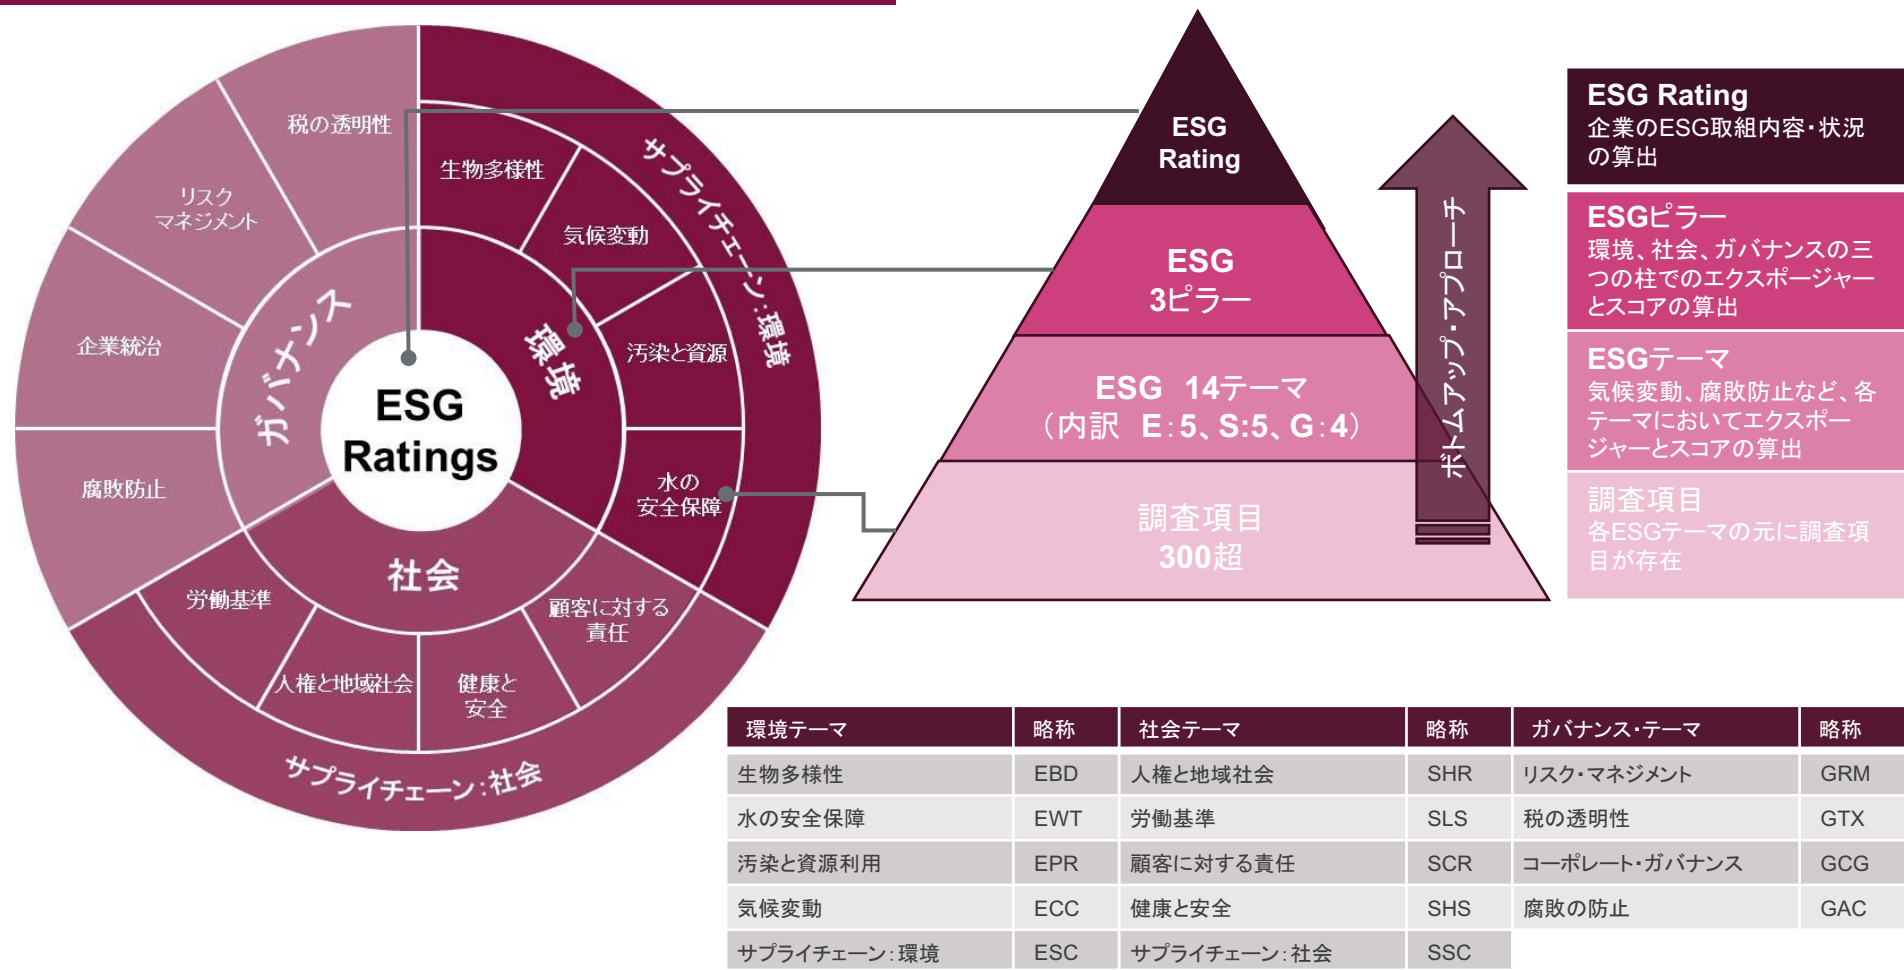 税の透明性
リスク
マネジメント
企業統治
腐敗防止
ガバナンス
生物多様性
気候変動
汚染と資源
水の
安全保障
環境
サプライチェーン:環境
ESG
Ratings
社会
労働基準
人権と地域社会
健康と
安全
顧客に対する
責任
サプライチェーン:社会
ESG
Rating
ESG
3ピラー
ESG 14テーマ
(内訳 E:5、S:5、G:4)
調査項目
300超
ボトムアップ・アプローチ
ESG Rating
企業のESG取組内容・状況
の算出
ESGピラー
環境、社会、ガバナンスの三
つの柱でのエクスポージャー
とスコアの算出
ESGテーマ
気候変動、腐敗防止など、各
テーマにおいてエクスポー
ジャーとスコアの算出
調査項目
各ESGテーマの元に調査項
目が存在
環境テーマ 略称 社会テーマ 略称 ガバナンス・テーマ 略称
生物多様性 EBD 人権と地域社会 SHR リスク・マネジメント GRM
水の安全保障 EWT 労働基準 SLS 税の透明性 GTX
汚染と資源利用 EPR 顧客に対する責任 SCR コーポレート・ガバナンス GCG
気候変動 ECC 健康と安全 SHS 腐敗の防止 GAC
サプライチェーン:環境 ESC サプライチェーン:社会 SSC